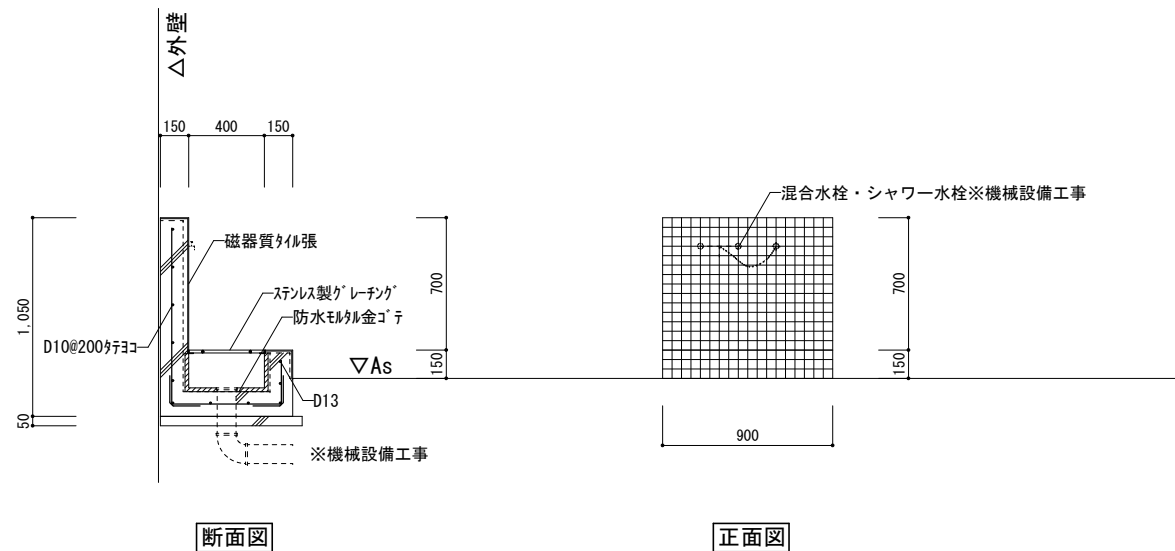 △外壁
150
400
150
混合水栓・シャワー水栓※機械設備工事
磁器質ﾀｲﾙ張
ｽﾃﾝﾚｽ製ｸﾞﾚｰﾁﾝｸﾞ
防水ﾓﾙﾀﾙ金ｺﾞﾃ
1,050
700
700
D10@200ﾀﾃﾖｺ
▽As
150
150
D13
50
※機械設備工事
900
断面図
正面図